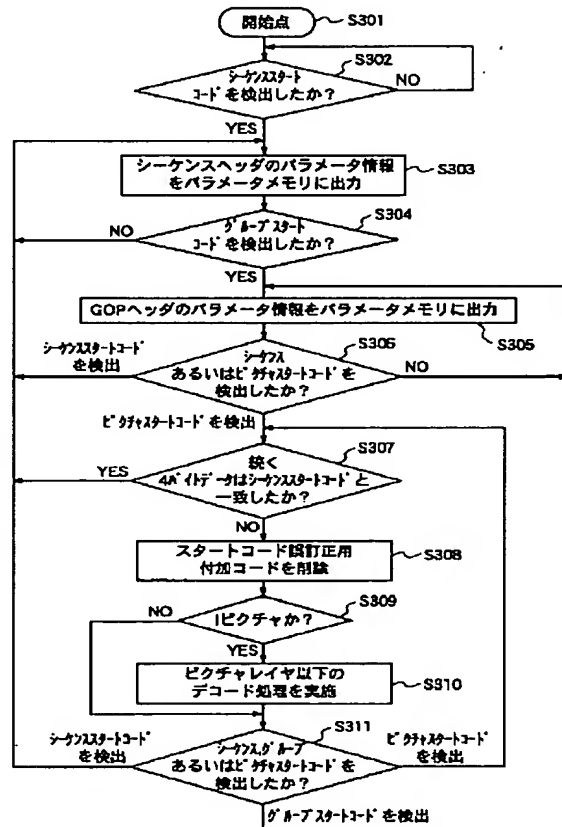 開始点
S301
シーケンススタート
コードを検出したか？
S302
NO
YES
シーケンスヘッダのパラメータ情報
をパラメータメモリに出力
S303
グループスタート
コードを検出したか？
S304
NO
YES
GOPヘッダのパラメータ情報をパラメータメモリに出力
S305
シーケンススタートコード
を検出
シーケンス
あるいはピクチャスタートコードを
検出したか？
S306
NO
ピクチャスタートコードを検出
続く
4バイトデータはシーケンススタートコードと
一致したか？
S307
YES
NO
スタートコード誤訂正用
付加コードを削除
S308
Iピクチャか？
S309
NO
YES
ピクチャレイヤ以下の
デコード処理を実施
S310
シーケンススタートコード
を検出
シーケンス,グループ
あるいはピクチャスタートコードを
検出したか？
S311
ピクチャスタートコード
を検出
グループスタートコードを検出